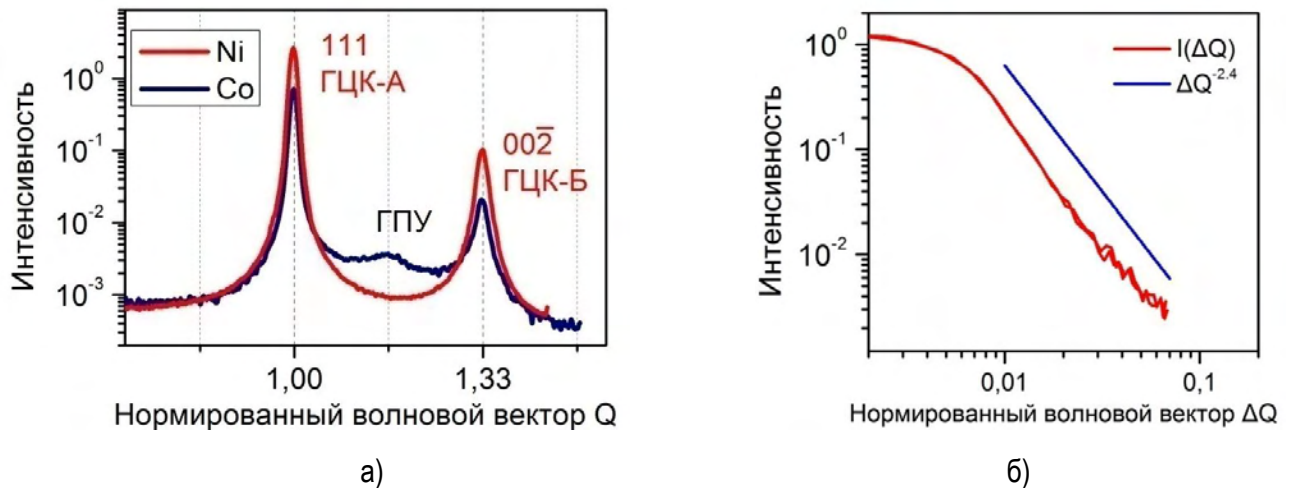 Интенсивность
10⁰
10⁻¹
10⁻²
10⁻³
Ni
Co
111
ГЦК-А
ГПУ
002̅
ГЦК-Б
1,00
1,33
Нормированный волновой вектор Q
а)
Интенсивность
10⁰
10⁻¹
10⁻²
I(ΔQ)
ΔQ⁻²·⁴
0,01
0,1
Нормированный волновой вектор ΔQ
б)